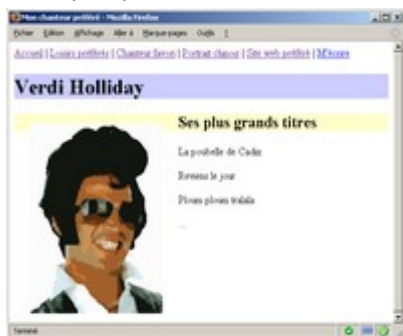 Mon chanteur préféré - Mozilla Firefox
Fichier Edition Affichage Aller à Marque-pages Outils ?
Accueil | Loisirs préférés | Chanteur favori | Portrait chinois | Site web préféré | M'écrire
Verdi Holliday
Ses plus grands titres
La poubelle de Cadix
Reviens le jour
Ploum ploum tralala
...
Terminé